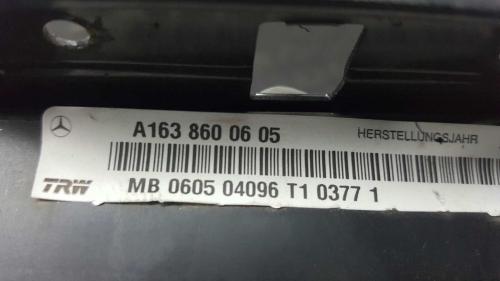 A163 860 06 05
HERSTELLUNGSJAHR
TRW
MB 0605 04096 T1 0377 1